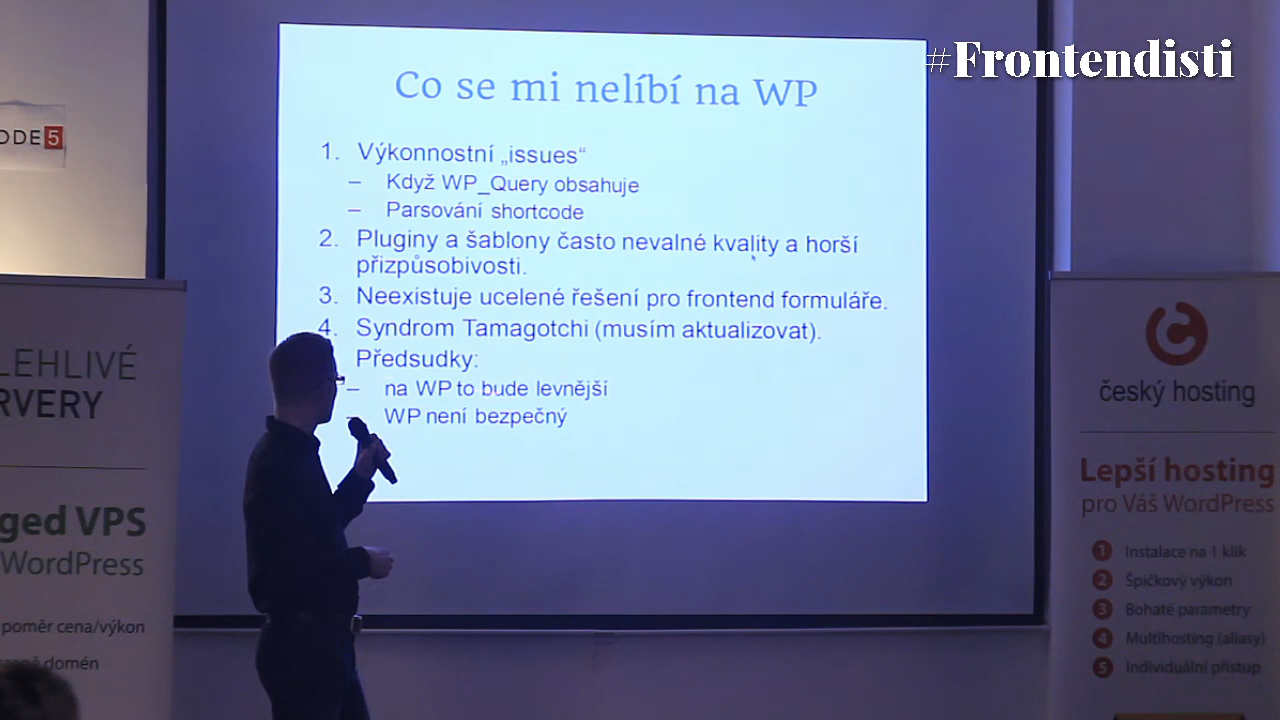 #Frontendisti
Co se mi nelíbí na WP
1. Výkonnostní „issues“
– Když WP_Query obsahuje
– Parsování shortcode
2. Pluginy a šablony často nevalné kvality a horší
přizpůsobivosti.
3. Neexistuje ucelené řešení pro frontend formuláře.
4. Syndrom Tamagotchi (musím aktualizovat).
Předsudky:
– na WP to bude levnější
– WP není bezpečný
ODE5
LEHLIVÉ
RVERY
ged VPS
WordPress
poměr cena/výkon
domén
český hosting
Lepší hosting
pro Váš WordPress
1 Instalace na 1 klik
2 Špičkový výkon
3 Bohaté parametry
4 Multihosting (aliasy)
5 Individuální přístup